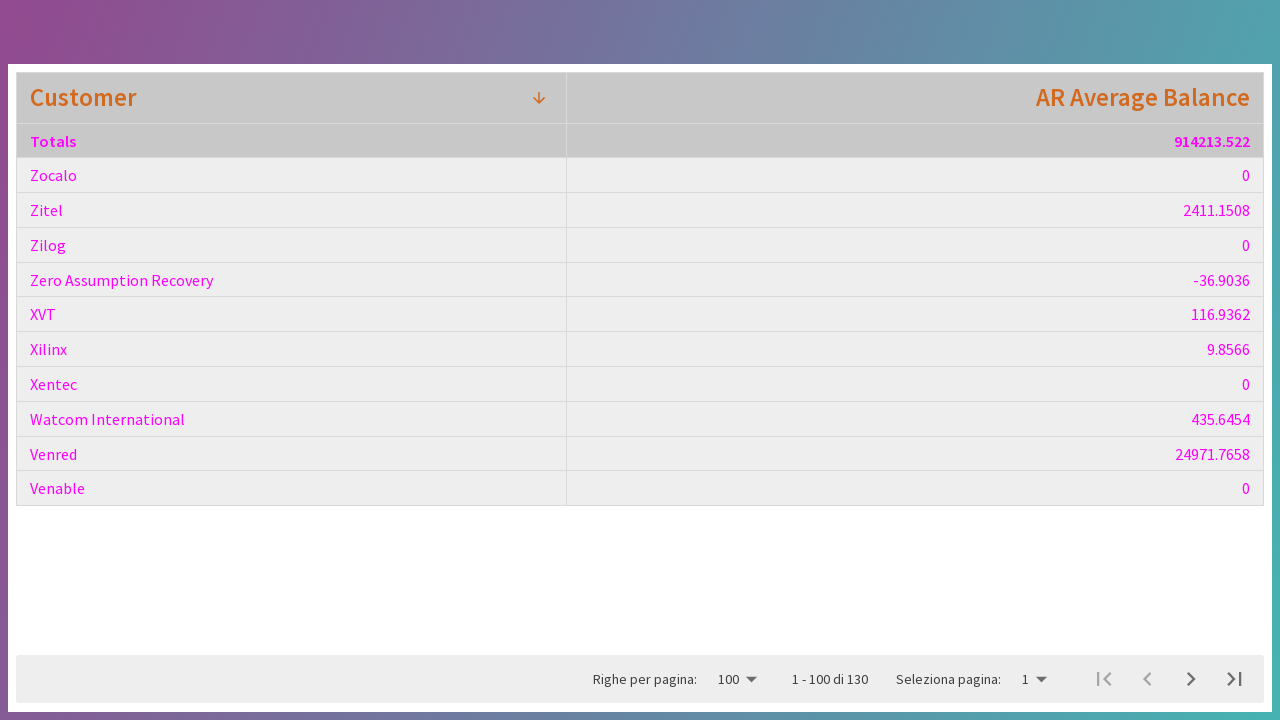 Customer AR Average Balance
Totals 914213.522
Zocalo 0
Zitel 2411.1508
Zilog 0
Zero Assumption Recovery -36.9036
XVT 116.9362
Xilinx 9.8566
Xentec 0
Watcom International 435.6454
Venred 24971.7658
Venable 0
Righe per pagina: 100 1 - 100 di 130 Seleziona pagina: 1